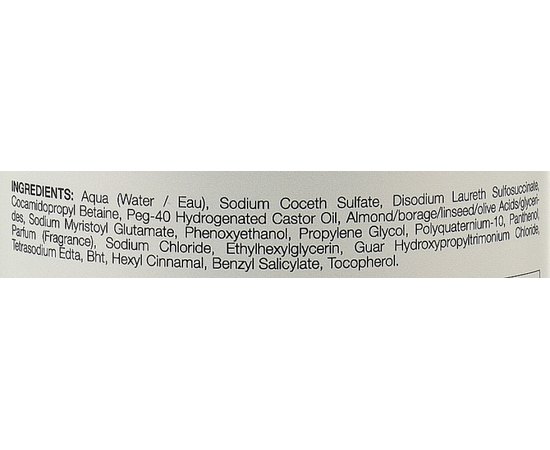 INGREDIENTS: Aqua (Water / Eau), Sodium Coceth Sulfate, Disodium Laureth Sulfosuccinate,
Cocamidopropyl Betaine, Peg-40 Hydrogenated Castor Oil, Almond/borage/linseed/olive Acids/glyceri-
des, Sodium Myristoyl Glutamate, Phenoxyethanol, Propylene Glycol, Polyquaternium-10, Panthenol,
Parfum (Fragrance), Sodium Chloride, Ethylhexylglycerin, Guar Hydroxypropyltrimonium Chloride,
Tetrasodium Edta, Bht, Hexyl Cinnamal, Benzyl Salicylate, Tocopherol.